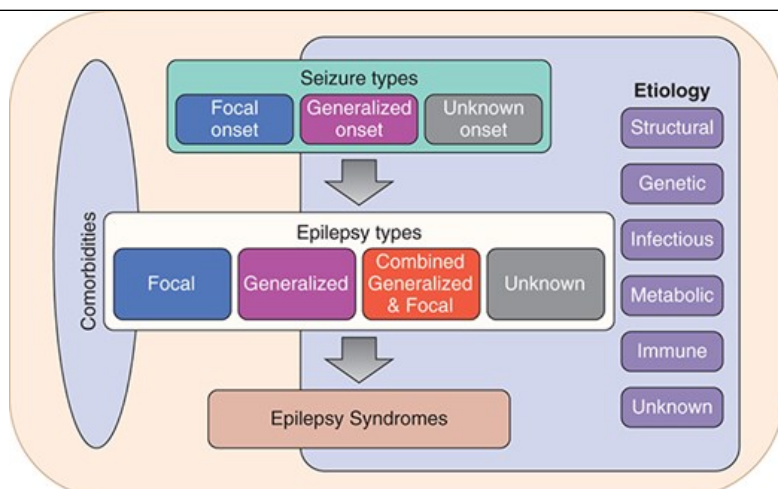 Seizure types
Focal
onset
Generalized
onset
Unknown
onset
Etiology
Structural
Genetic
Infectious
Metabolic
Immune
Unknown
Comorbidities
Epilepsy types
Focal
Generalized
Combined
Generalized
& Focal
Unknown
Epilepsy Syndromes